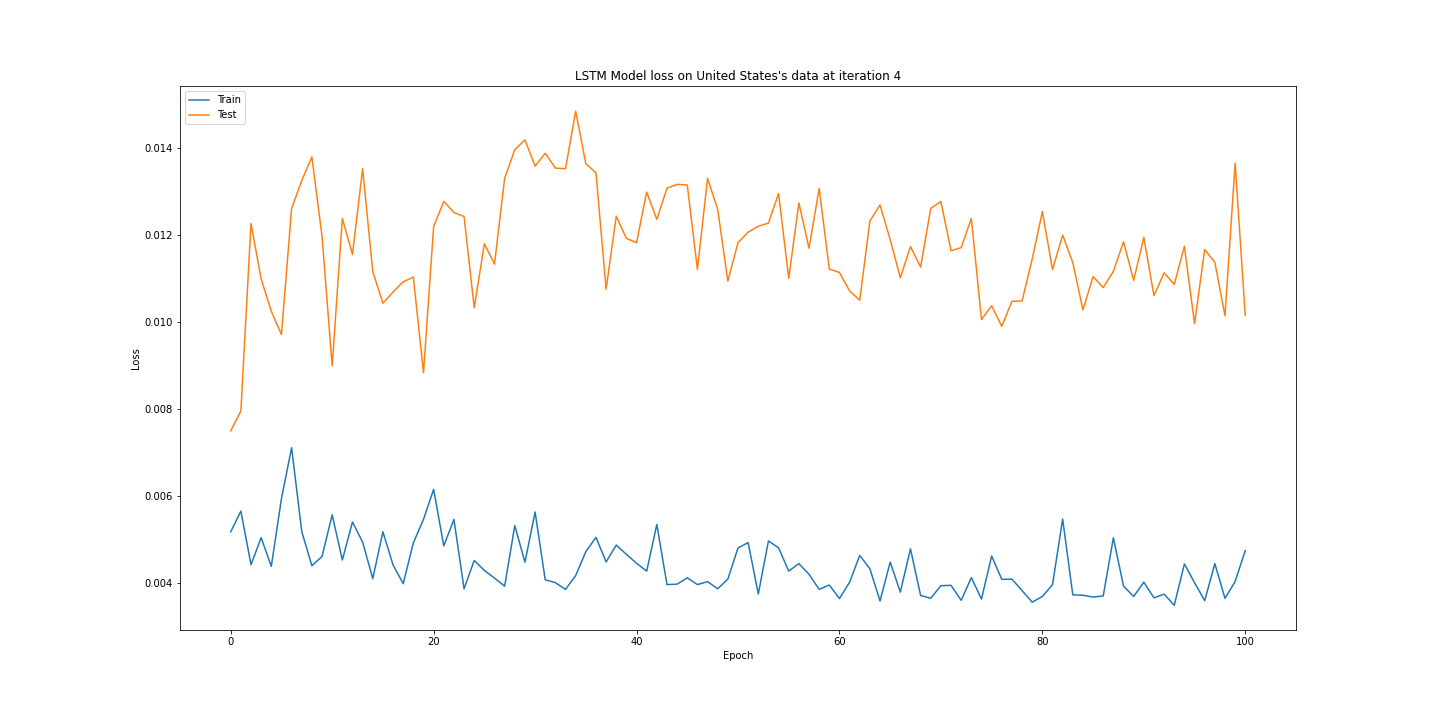 LSTM Model loss on United States's data at iteration 4
Train
Test
0.014
0.012
0.010
0.008
0.006
0.004
Loss
0 20 40 60 80 100
Epoch